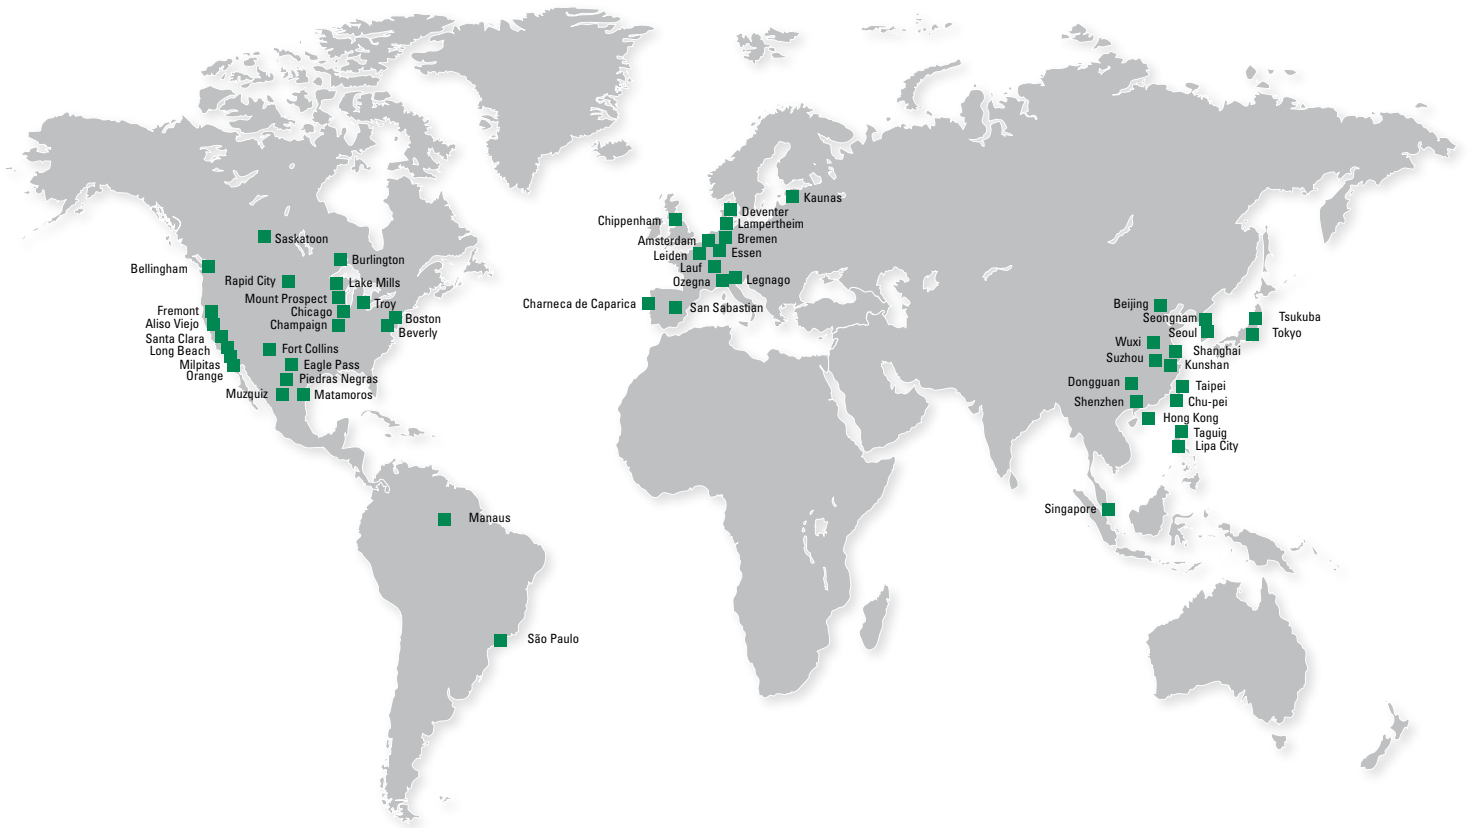 Saskatoon
Bellingham
Burlington
Rapid City
Lake Mills
Mount Prospect
Troy
Chicago
Champaign
Boston
Beverly
Fremont
Aliso Viejo
Santa Clara
Long Beach
Milpitas
Orange
Fort Collins
Eagle Pass
Piedras Negras
Muzquiz
Matamoros
Manaus
São Paulo
Kaunas
Chippenham
Deventer
Lampertheim
Amsterdam
Bremen
Leiden
Essen
Lauf
Ozegna
Legnago
Charneca de Caparica
San Sabastian
Beijing
Seongnam
Seoul
Tsukuba
Tokyo
Wuxi
Shanghai
Suzhou
Kunshan
Dongguan
Taipei
Shenzhen
Chu-pei
Hong Kong
Taguig
Lipa City
Singapore